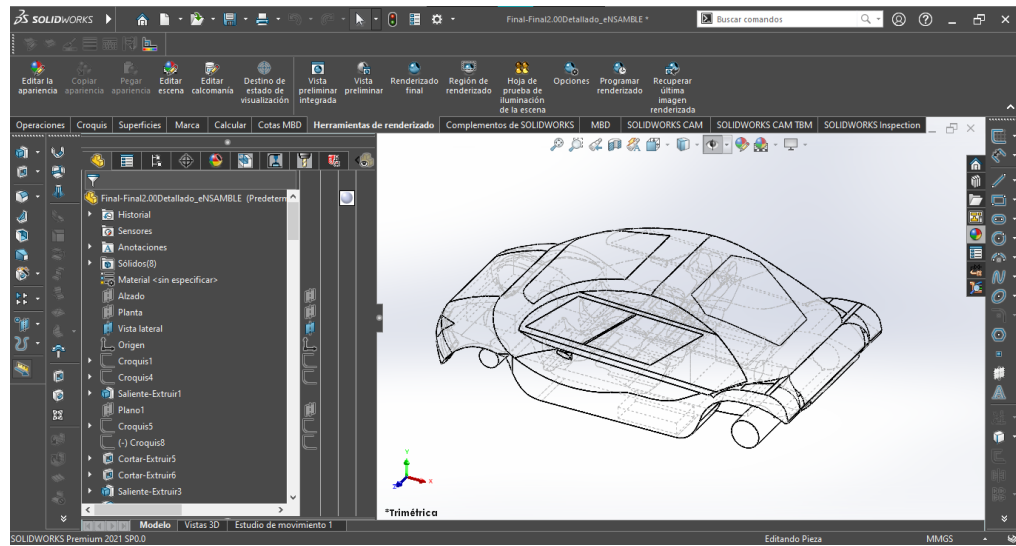 SOLIDWORKS
Final-Final2.00Detallado_eNSAMBLE *
Buscar comandos
Editar la apariencia
Copiar apariencia
Pegar apariencia
Editar escena
Editar calcomanía
Destino de estado de visualización
Vista preliminar integrada
Vista preliminar
Renderizado final
Región de renderizado
Hoja de prueba de iluminación de la escena
Opciones
Programar renderizado
Recuperar última imagen renderizada
Operaciones
Croquis
Superficies
Marca
Calcular
Cotas MBD
Herramientas de renderizado
Complementos de SOLIDWORKS
MBD
SOLIDWORKS CAM
SOLIDWORKS CAM TBM
SOLIDWORKS Inspection
Final-Final2.00Detallado_eNSAMBLE (Predeterm
Historial
Sensores
Anotaciones
Sólidos(8)
Material <sin especificar>
Alzado
Planta
Vista lateral
Origen
Croquis1
Croquis4
Saliente-Extruir1
Plano1
Croquis5
(-) Croquis8
Cortar-Extruir5
Cortar-Extruir6
Saliente-Extruir3
Y
X
Z
*Trimétrica
Modelo
Vistas 3D
Estudio de movimiento 1
SOLIDWORKS Premium 2021 SP0.0
Editando Pieza
MMGS